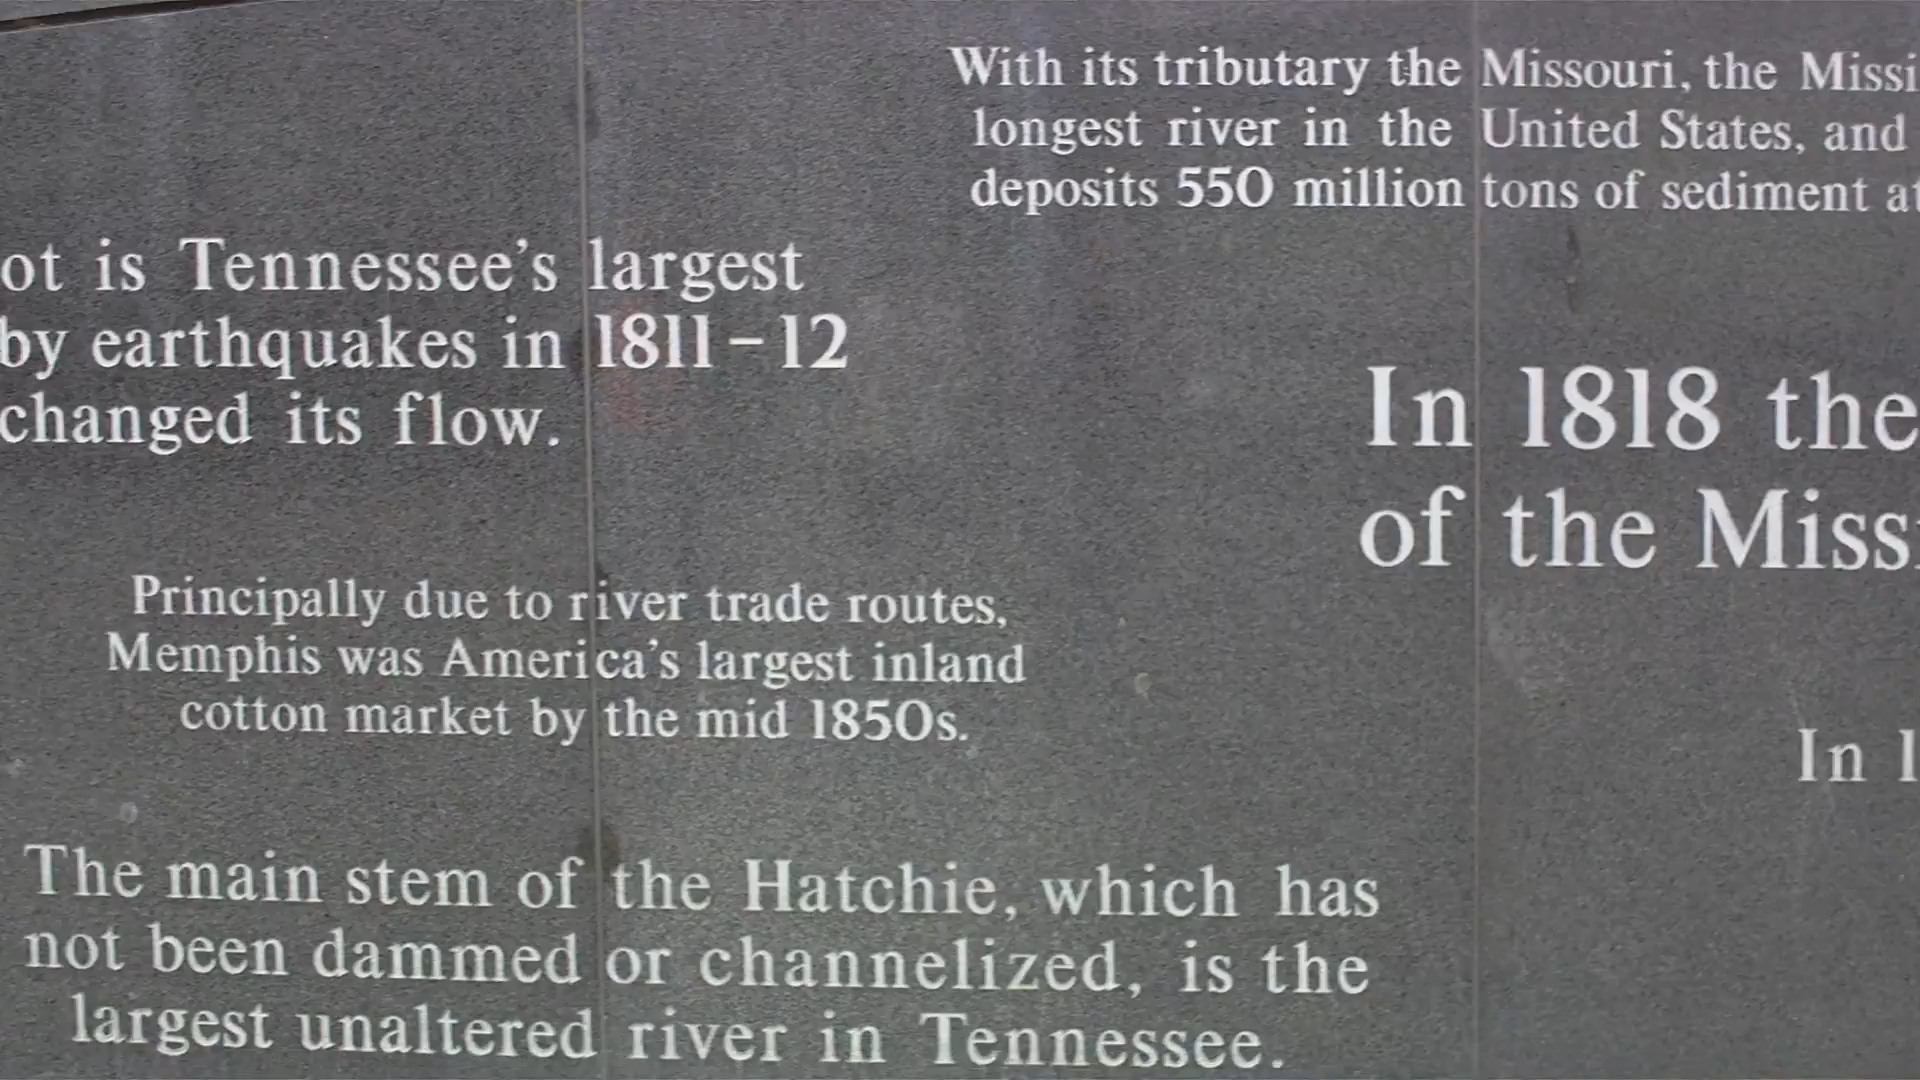 With its tributary the Missouri, the Missi
longest river in the United States, and
deposits 550 million tons of sediment at
ot is Tennessee's largest
by earthquakes in 1811–12
changed its flow.
In 1818 the
of the Miss
Principally due to river trade routes,
Memphis was America's largest inland
cotton market by the mid 1850s.
In 1
The main stem of the Hatchie, which has
not been dammed or channelized, is the
largest unaltered river in Tennessee.